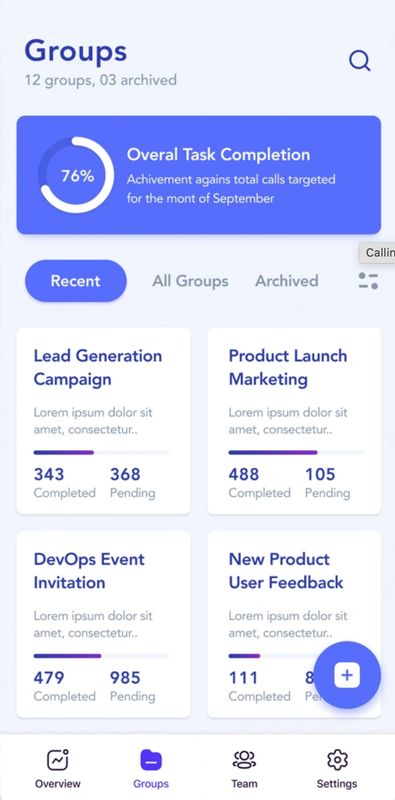 Groups
12 groups, 03 archived
76%
Overal Task Completion
Achivement agains total calls targeted
for the mont of September
Recent
All Groups
Archived
Lead Generation
Campaign
Lorem ipsum dolor sit
amet, consectetur..
343 368
Completed Pending
Product Launch
Marketing
Lorem ipsum dolor sit
amet, consectetur..
488 105
Completed Pending
DevOps Event
Invitation
Lorem ipsum dolor sit
amet, consectetur..
479 985
Completed Pending
New Product
User Feedback
Lorem ipsum dolor sit
amet, consectetur..
111
Completed
Overview
Groups
Team
Settings